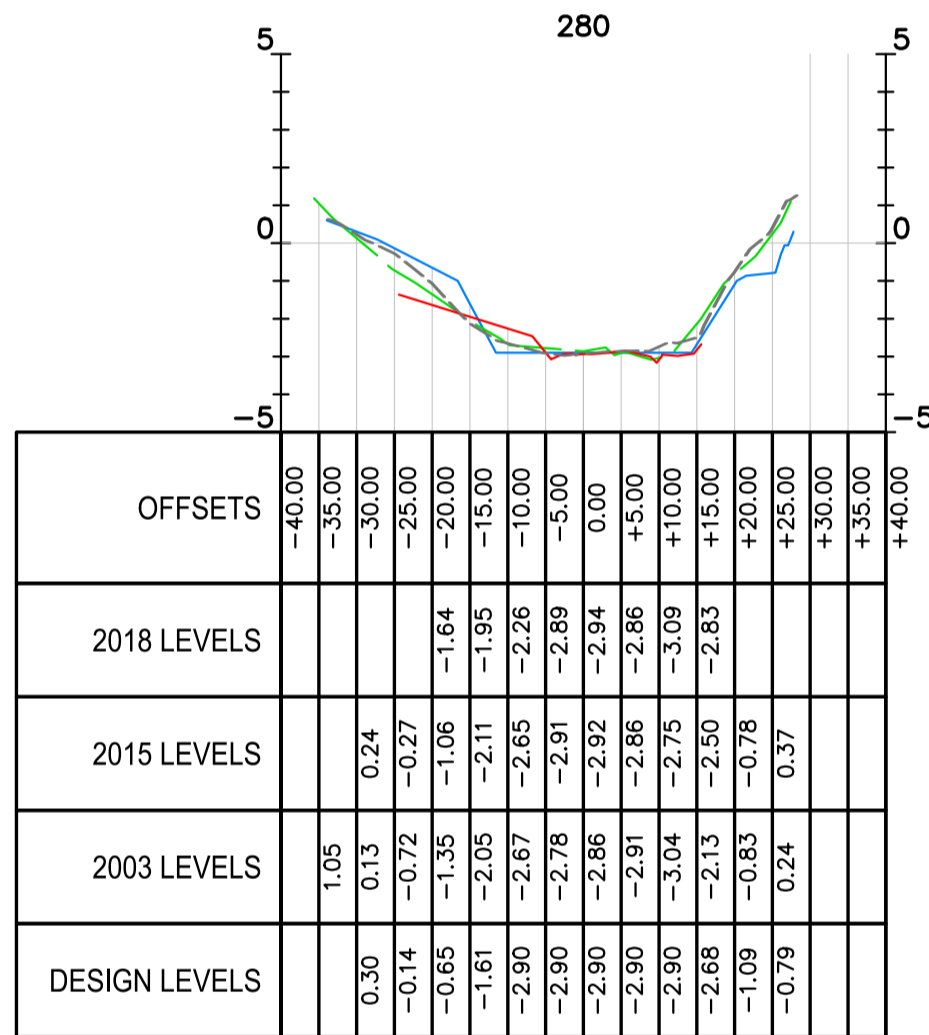 280
5 5
0 0
−5 −5
OFFSETS −40.00 −35.00 −30.00 −25.00 −20.00 −15.00 −10.00 −5.00 0.00 +5.00 +10.00 +15.00 +20.00 +25.00 +30.00 +35.00 +40.00
2018 LEVELS −1.64 −1.95 −2.26 −2.89 −2.94 −2.86 −3.09 −2.83
2015 LEVELS 0.24 −0.27 −1.06 −2.11 −2.65 −2.91 −2.92 −2.86 −2.75 −2.50 −0.78 0.37
2003 LEVELS 1.05 0.13 −0.72 −1.35 −2.05 −2.67 −2.78 −2.86 −2.91 −3.04 −2.13 −0.83 0.24
DESIGN LEVELS 0.30 −0.14 −0.65 −1.61 −2.90 −2.90 −2.90 −2.90 −2.90 −2.68 −1.09 −0.79